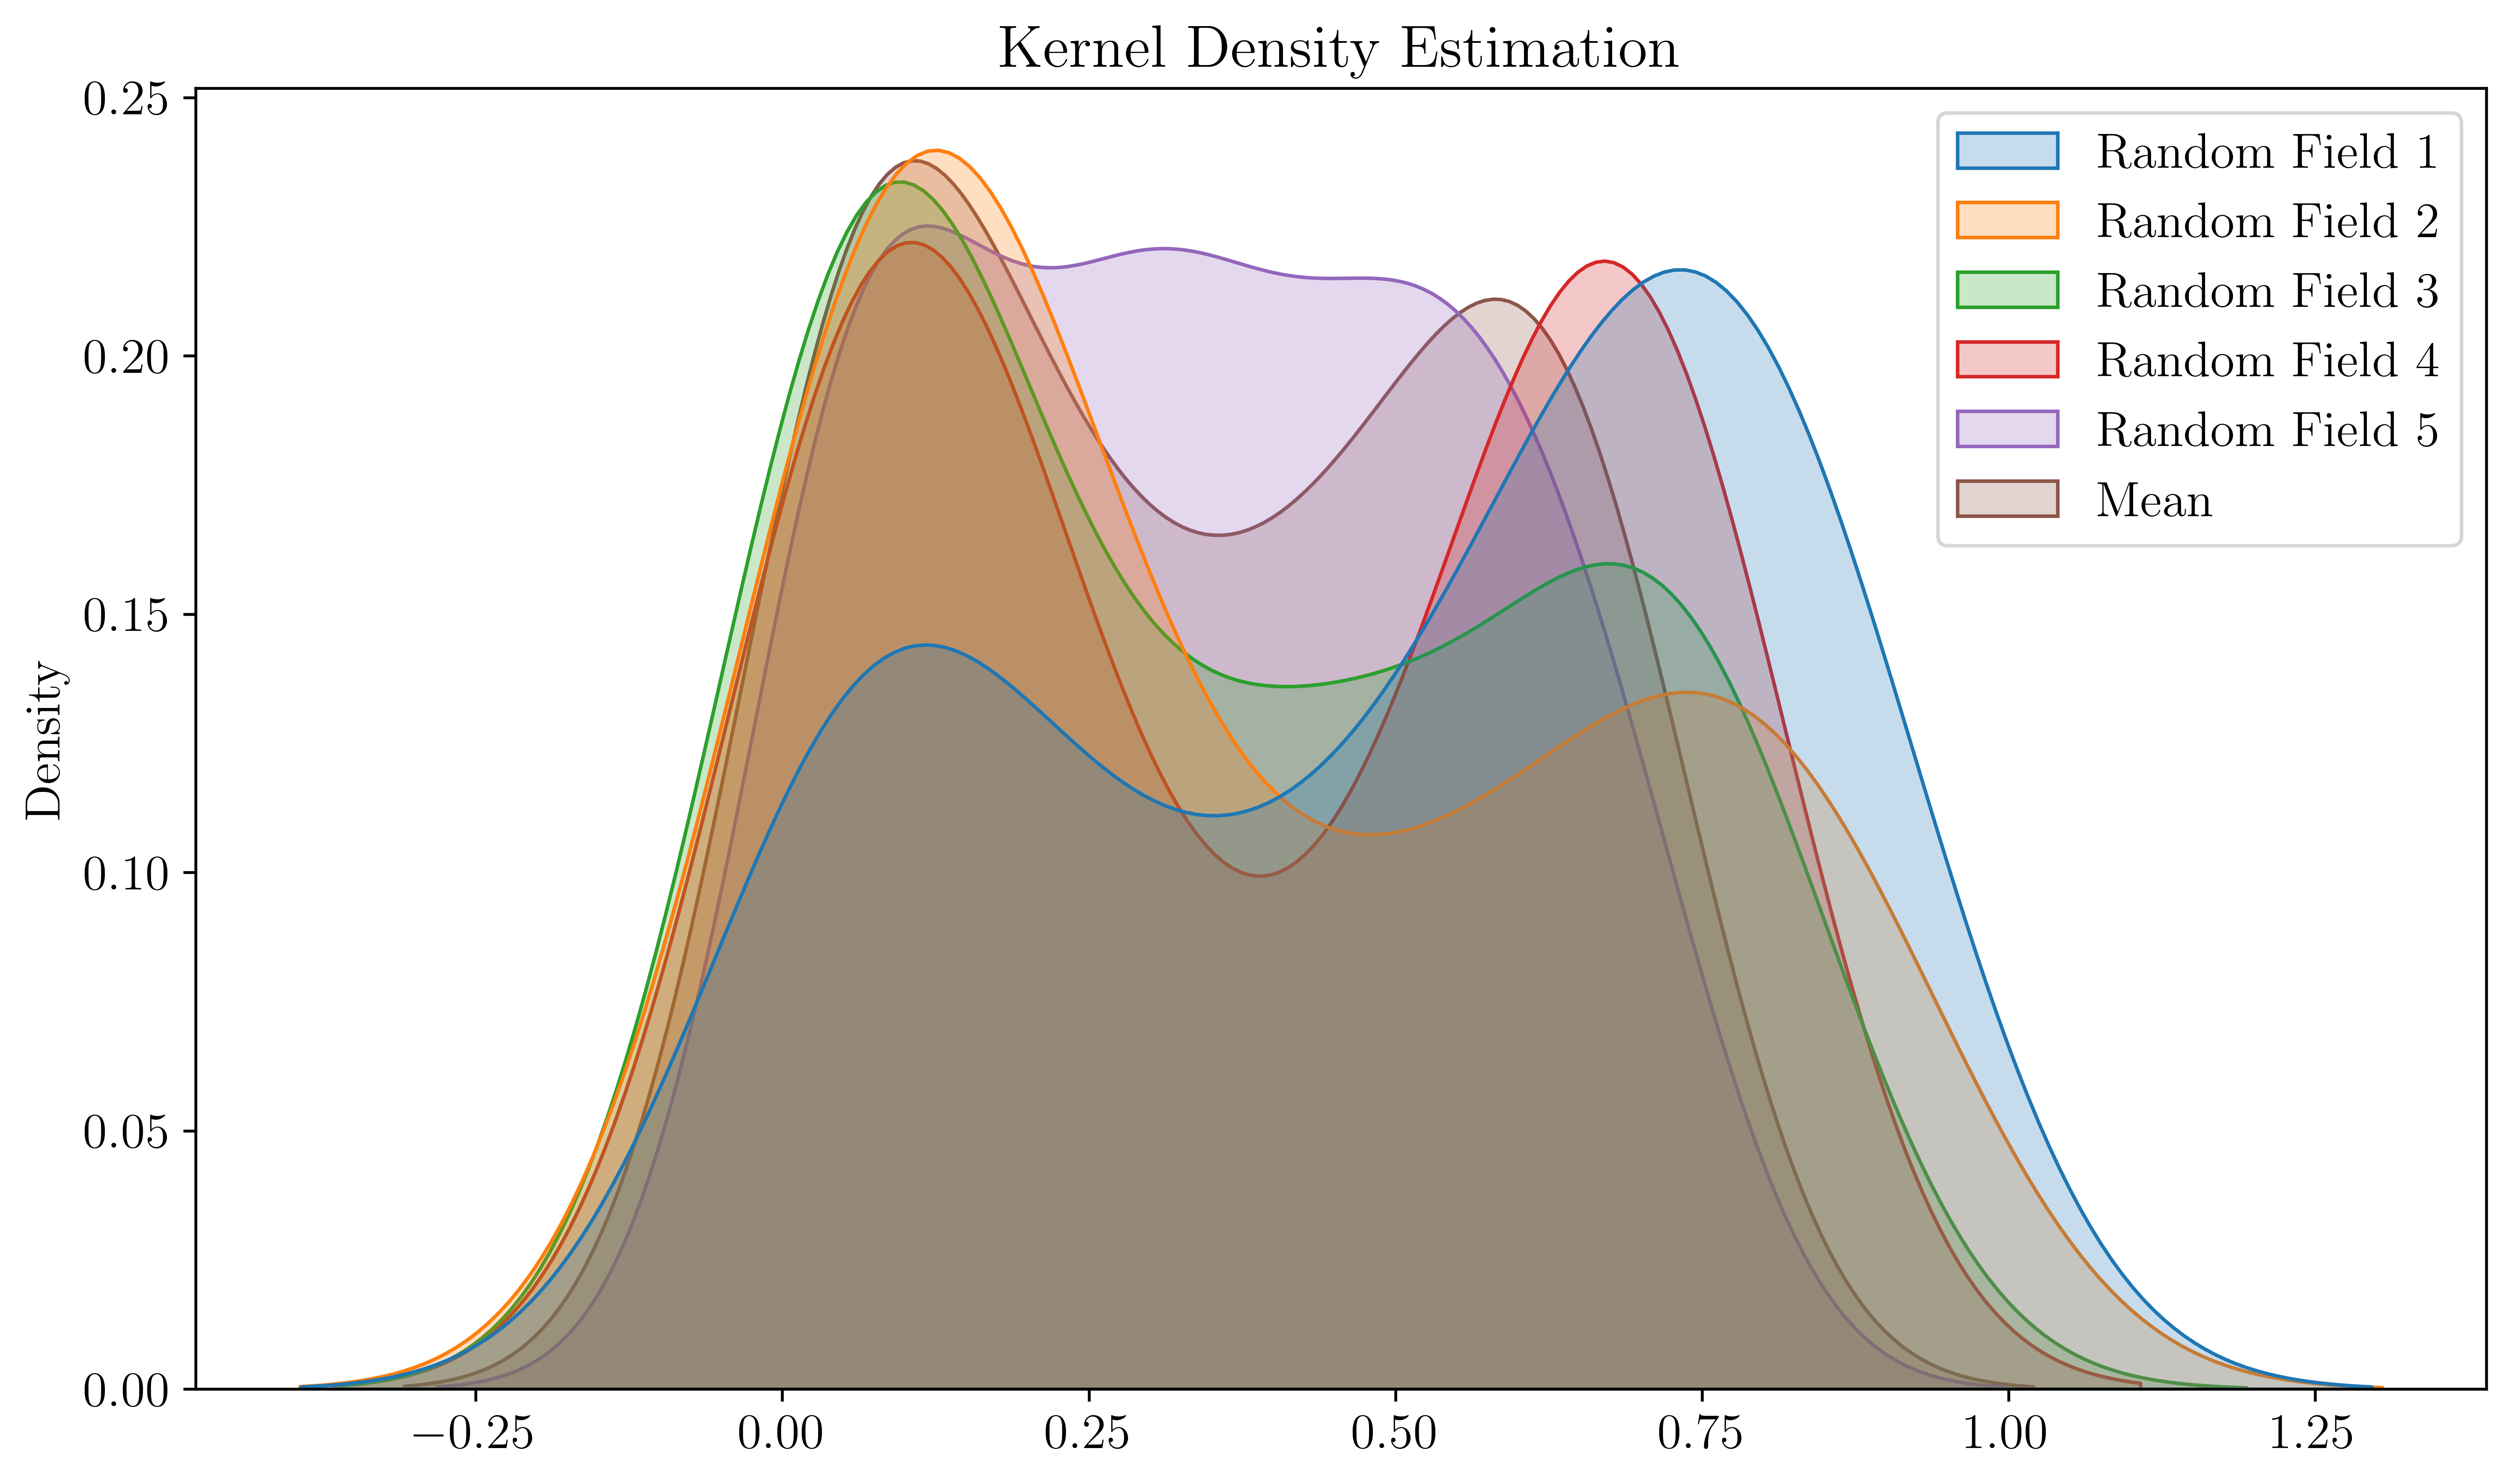 Kernel Density Estimation
0.25
0.20
0.15
0.10
0.05
0.00
Density
−0.25
0.00
0.25
0.50
0.75
1.00
1.25
Random Field 1
Random Field 2
Random Field 3
Random Field 4
Random Field 5
Mean